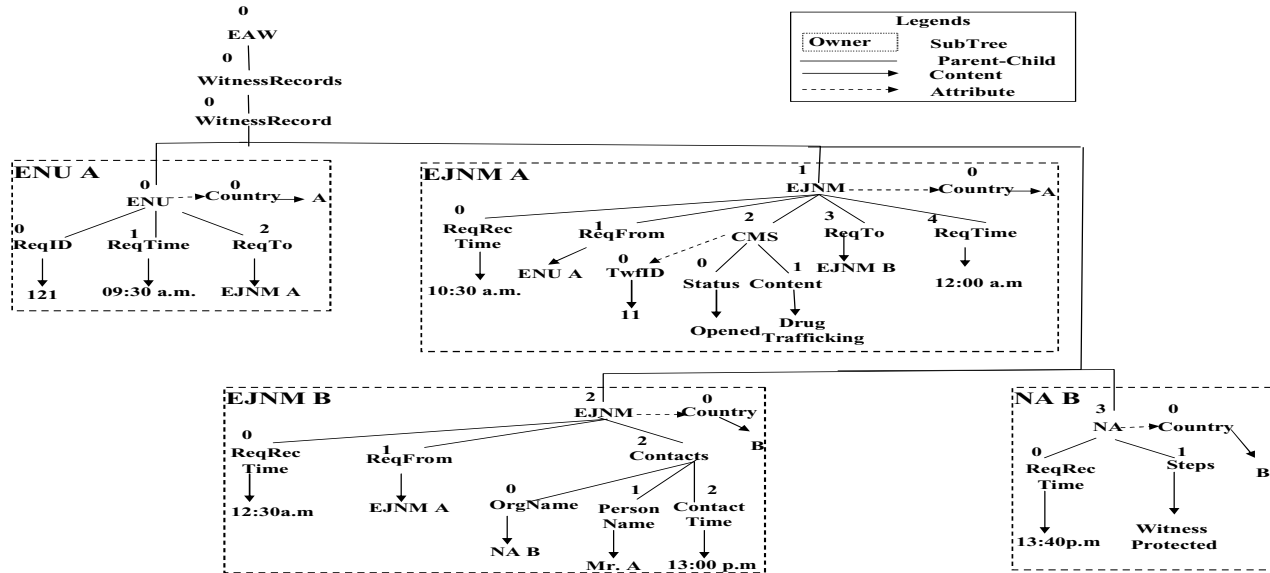 0
EAW
0
WitnessRecords
0
WitnessRecord
Legends
Owner SubTree
Parent-Child
Content
Attribute
ENU A
0
ENU
0
Country
A
0
ReqID
1
ReqTime
2
ReqTo
121
09:30 a.m.
EJNM A
EJNM A
1
EJNM
0
Country
A
0
ReqRec
Time
1
ReqFrom
2
CMS
3
ReqTo
4
ReqTime
10:30 a.m.
ENU A
0
TwfID
11
0
Status
1
Content
EJNM B
12:00 a.m
Opened
Drug
Trafficking
EJNM B
2
EJNM
0
Country
B
0
ReqRec
Time
1
ReqFrom
2
Contacts
12:30a.m
EJNM A
0
OrgName
1
Person
Name
2
Contact
Time
NA B
Mr. A
13:00 p.m
NA B
3
NA
0
Country
B
0
ReqRec
Time
1
Steps
13:40p.m
Witness
Protected